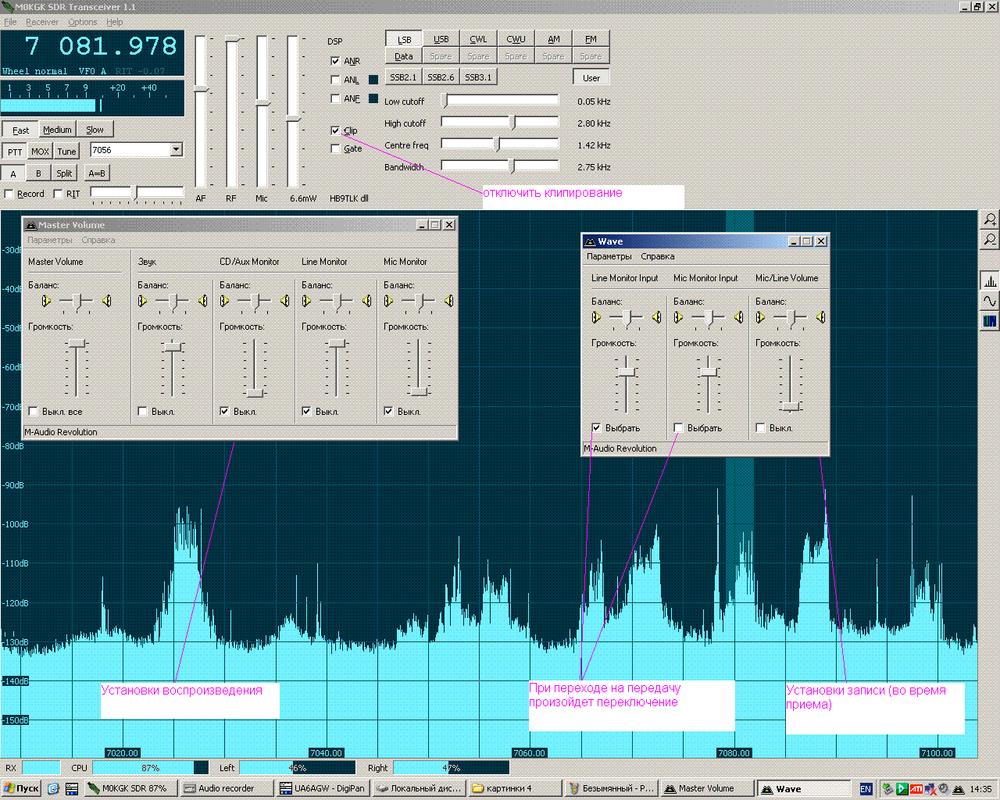 M0KGK SDR Transceiver 1.1
File Receiver Options Help
7 081.978
Wheel normal VFO A RIT -0.07
1 3 5 7 9 +20 +40
Fast Medium Slow
PTT MOX Tune 7056
A B Split A=B
Record RIT
AF RF Mic 6.6mW HB9TLK dll
DSP
ANR
ANL
ANF
Clip
Gate
LSB USB CWL CWU AM FM
Data Spare Spare Spare Spare Spare
SSB2.1 SSB2.6 SSB3.1 User
Low cutoff 0.05 kHz
High cutoff 2.80 kHz
Centre freq 1.42 kHz
Bandwidth 2.75 kHz
отключить клипирование
Master Volume
Параметры Справка
Master Volume Звук CD/Aux Monitor Line Monitor Mic Monitor
Баланс: Баланс: Баланс: Баланс: Баланс:
Громкость: Громкость: Громкость: Громкость: Громкость:
Выкл. все Выкл. Выкл. Выкл. Выкл.
M-Audio Revolution
Wave
Параметры Справка
Line Monitor Input Mic Monitor Input Mic/Line Volume
Баланс: Баланс: Баланс:
Громкость: Громкость: Громкость:
Выбрать Выбрать Выкл.
M-Audio Revolution
-30dB
-40dB
-50dB
-60dB
-70dB
-80dB
-90dB
-100dB
-110dB
-120dB
-130dB
-140dB
-150dB
Установки воспроизведения
При переходе на передачу
произойдет переключение
Установки записи (во время
приема)
7020.00 7040.00 7060.00 7080.00 7100.00
RX CPU 87% Left 46% Right 47%
Пуск M0KGK SDR 87% Audio recorder UA6AGW - DigiPan Локальный дис... картинки 4 Безымянный - P... Master Volume Wave EN ATI 14:35